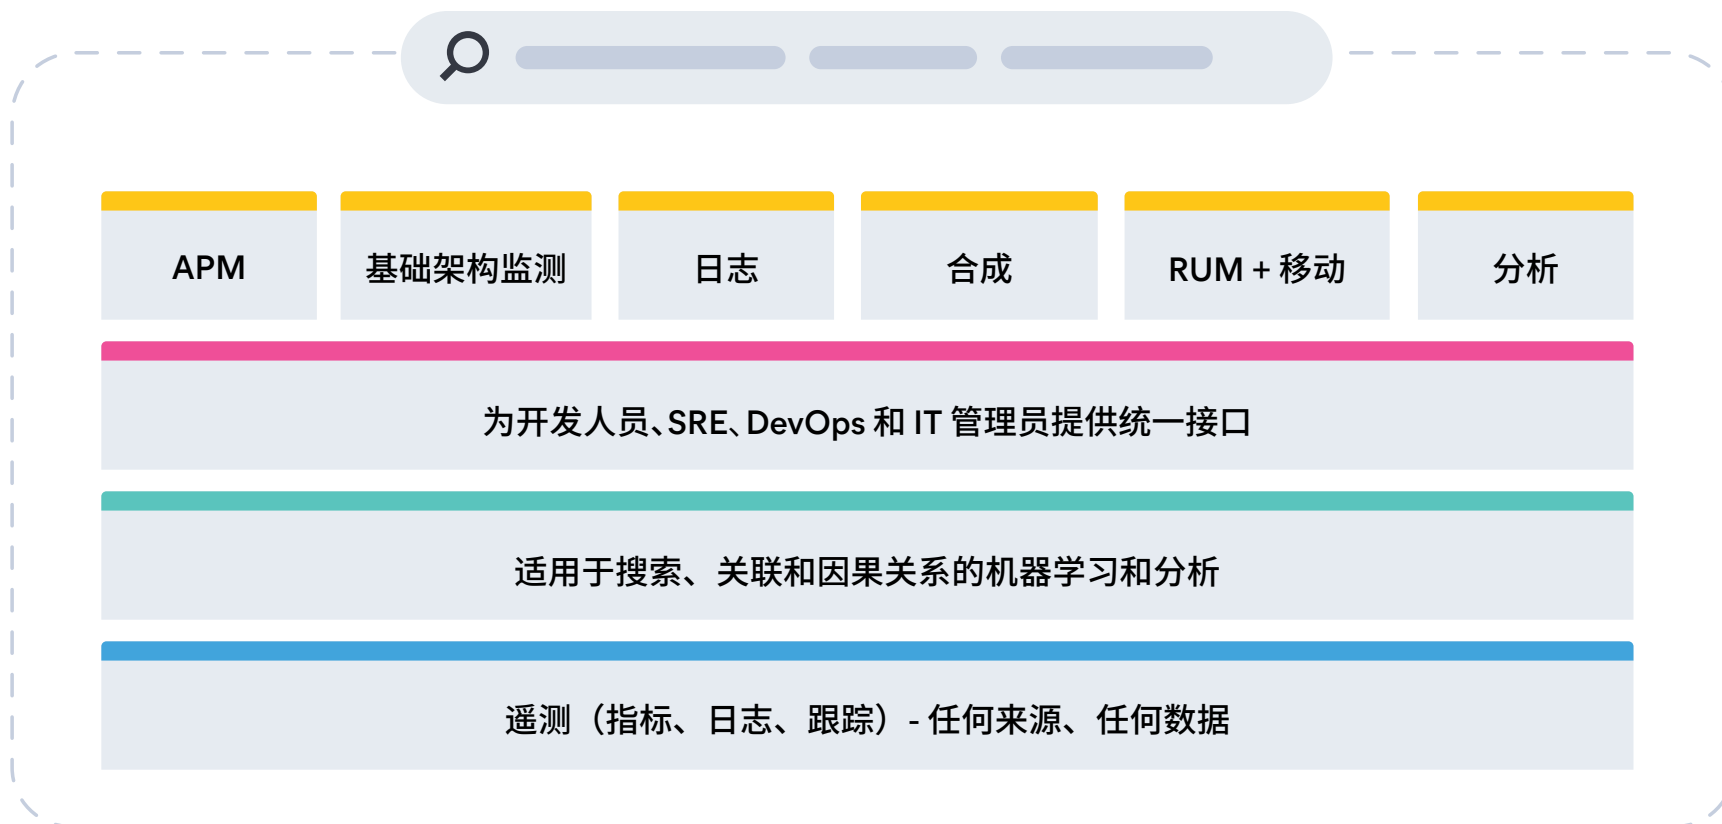 APM
基础架构监测
日志
合成
RUM + 移动
分析
为开发人员、SRE、DevOps 和 IT 管理员提供统一接口
适用于搜索、关联和因果关系的机器学习和分析
遥测（指标、日志、跟踪）- 任何来源、任何数据